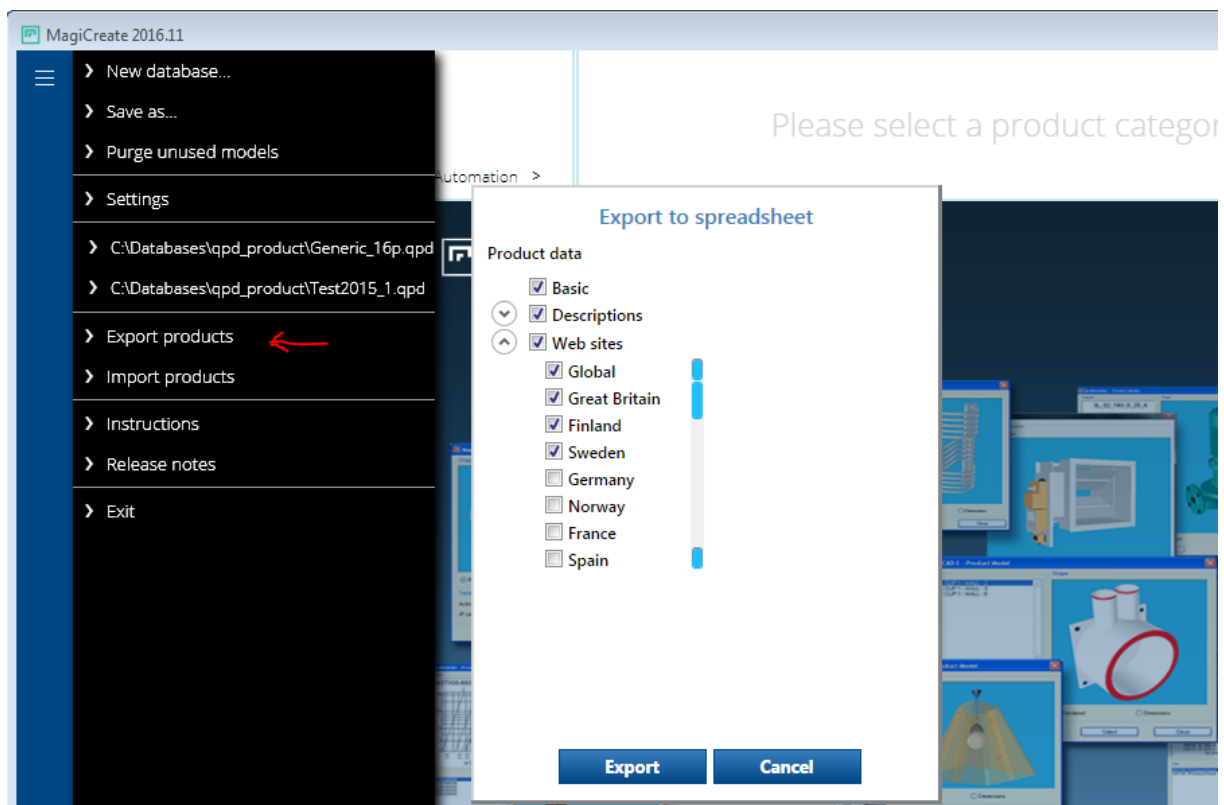 MagiCreate 2016.11
New database...
Save as...
Purge unused models
Settings
C:\Databases\qpd_product\Generic_16p.qpd
C:\Databases\qpd_product\Test2015_1.qpd
Export products
Import products
Instructions
Release notes
Exit
Please select a product categor
Automation >
Export to spreadsheet
Product data
Basic
Descriptions
Web sites
Global
Great Britain
Finland
Sweden
Germany
Norway
France
Spain
Export Cancel